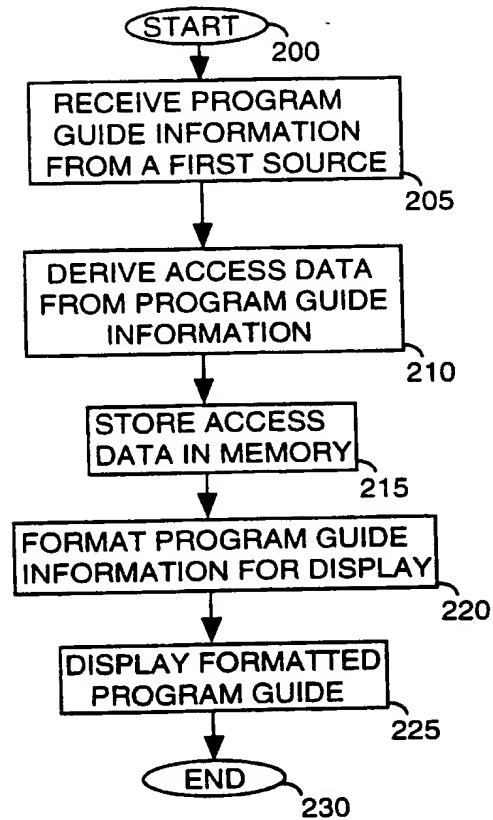 START
200
RECEIVE PROGRAM
GUIDE INFORMATION
FROM A FIRST SOURCE
205
DERIVE ACCESS DATA
FROM PROGRAM GUIDE
INFORMATION
210
STORE ACCESS
DATA IN MEMORY
215
FORMAT PROGRAM GUIDE
INFORMATION FOR DISPLAY
220
DISPLAY FORMATTED
PROGRAM GUIDE
225
END
230